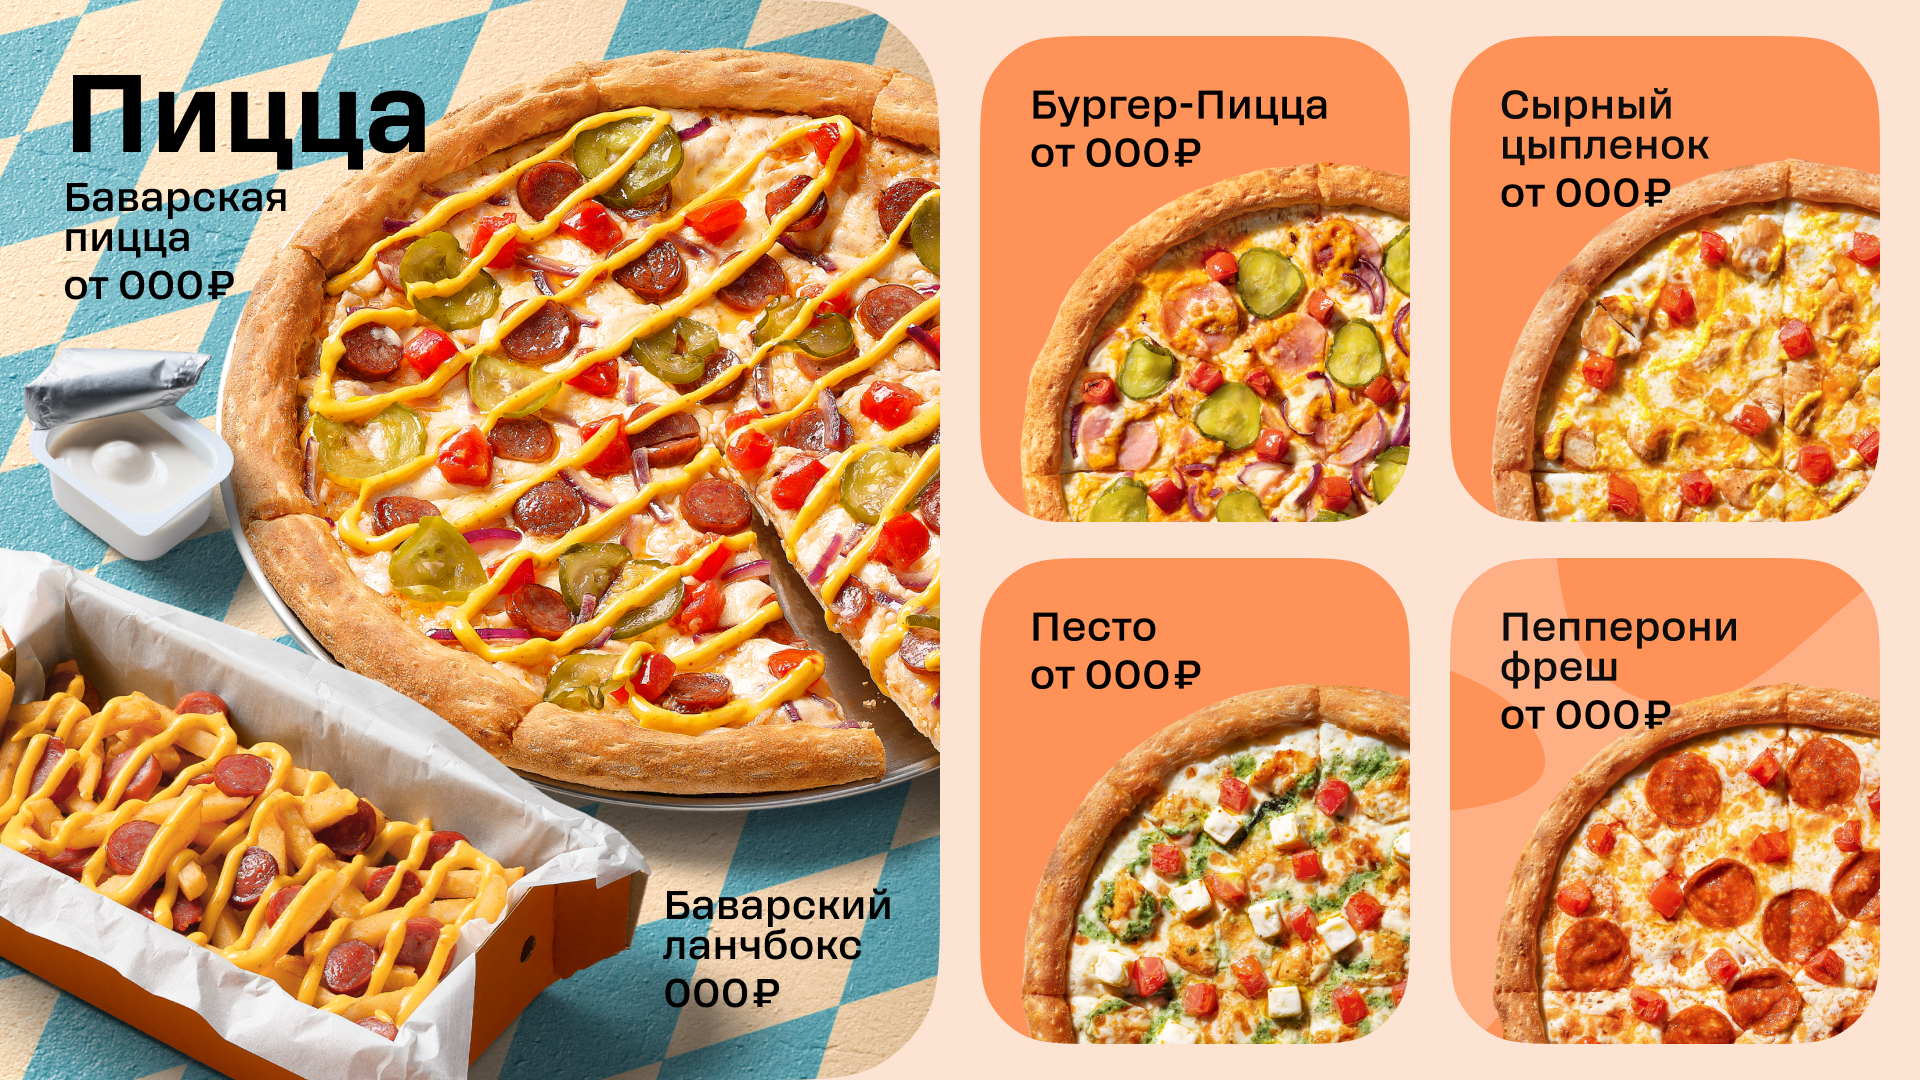 Пицца
Баварская
пицца
от 000₽
Баварский
ланчбокс
000₽
Бургер-Пицца
от 000₽
Сырный
цыпленок
от 000₽
Песто
от 000₽
Пепперони
фреш
от 000₽